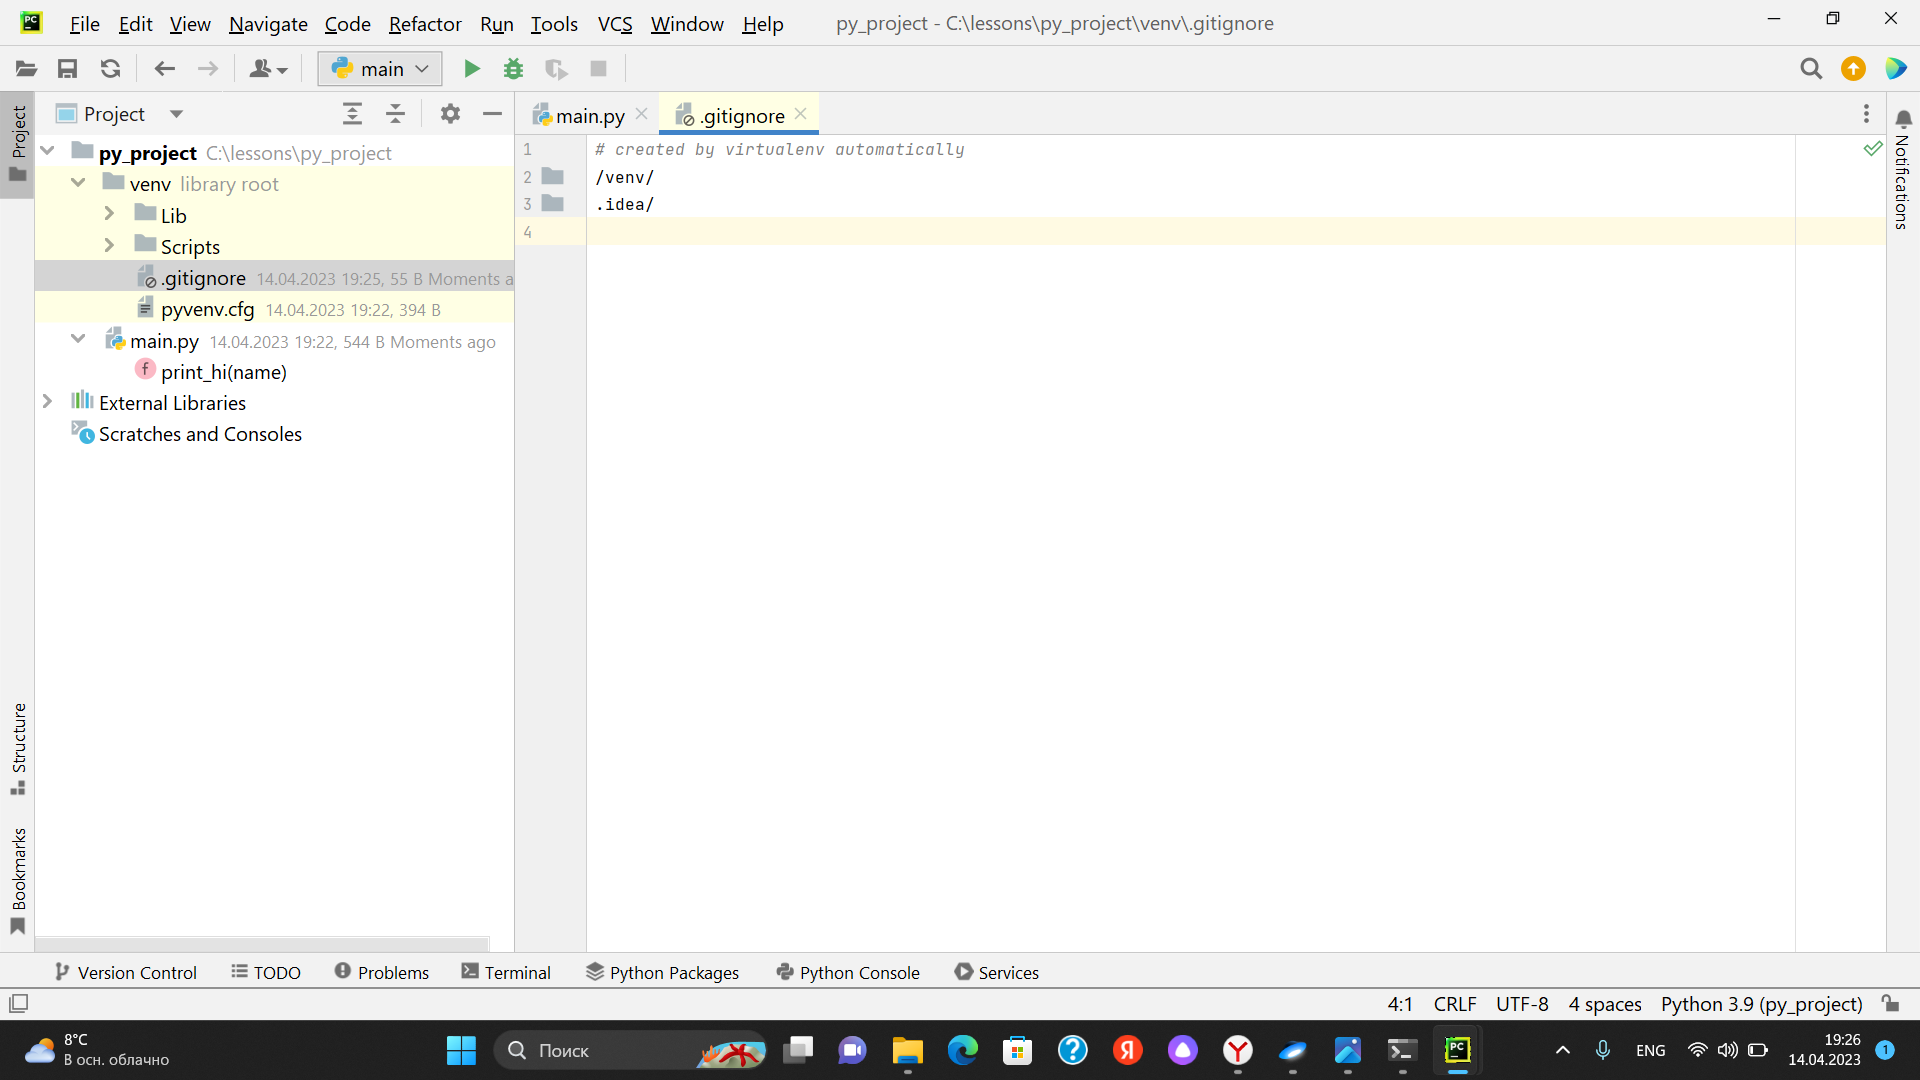 File Edit View Navigate Code Refactor Run Tools VCS Window Help py_project - C:\lessons\py_project\venv\.gitignore
main
Project
main.py
.gitignore
Project
py_project C:\lessons\py_project
venv library root
Lib
Scripts
.gitignore 14.04.2023 19:25, 55 B Moments a
pyvenv.cfg 14.04.2023 19:22, 394 B
main.py 14.04.2023 19:22, 544 B Moments ago
print_hi(name)
External Libraries
Scratches and Consoles
1 # created by virtualenv automatically
2 /venv/
3 .idea/
4
Notifications
Structure
Bookmarks
Version Control TODO Problems Terminal Python Packages Python Console Services
4:1 CRLF UTF-8 4 spaces Python 3.9 (py_project)
8°C
В осн. облачно
Поиск
ENG
19:26
14.04.2023
1